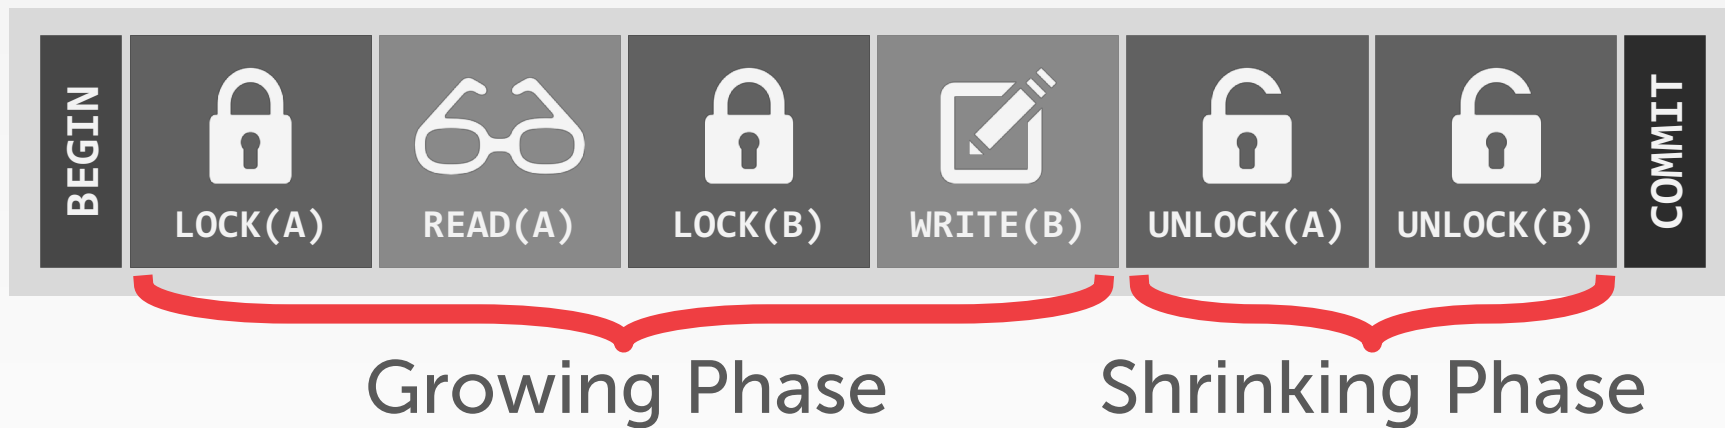 BEGIN
LOCK(A)
READ(A)
LOCK(B)
WRITE(B)
UNLOCK(A)
UNLOCK(B)
COMMIT
Growing Phase
Shrinking Phase